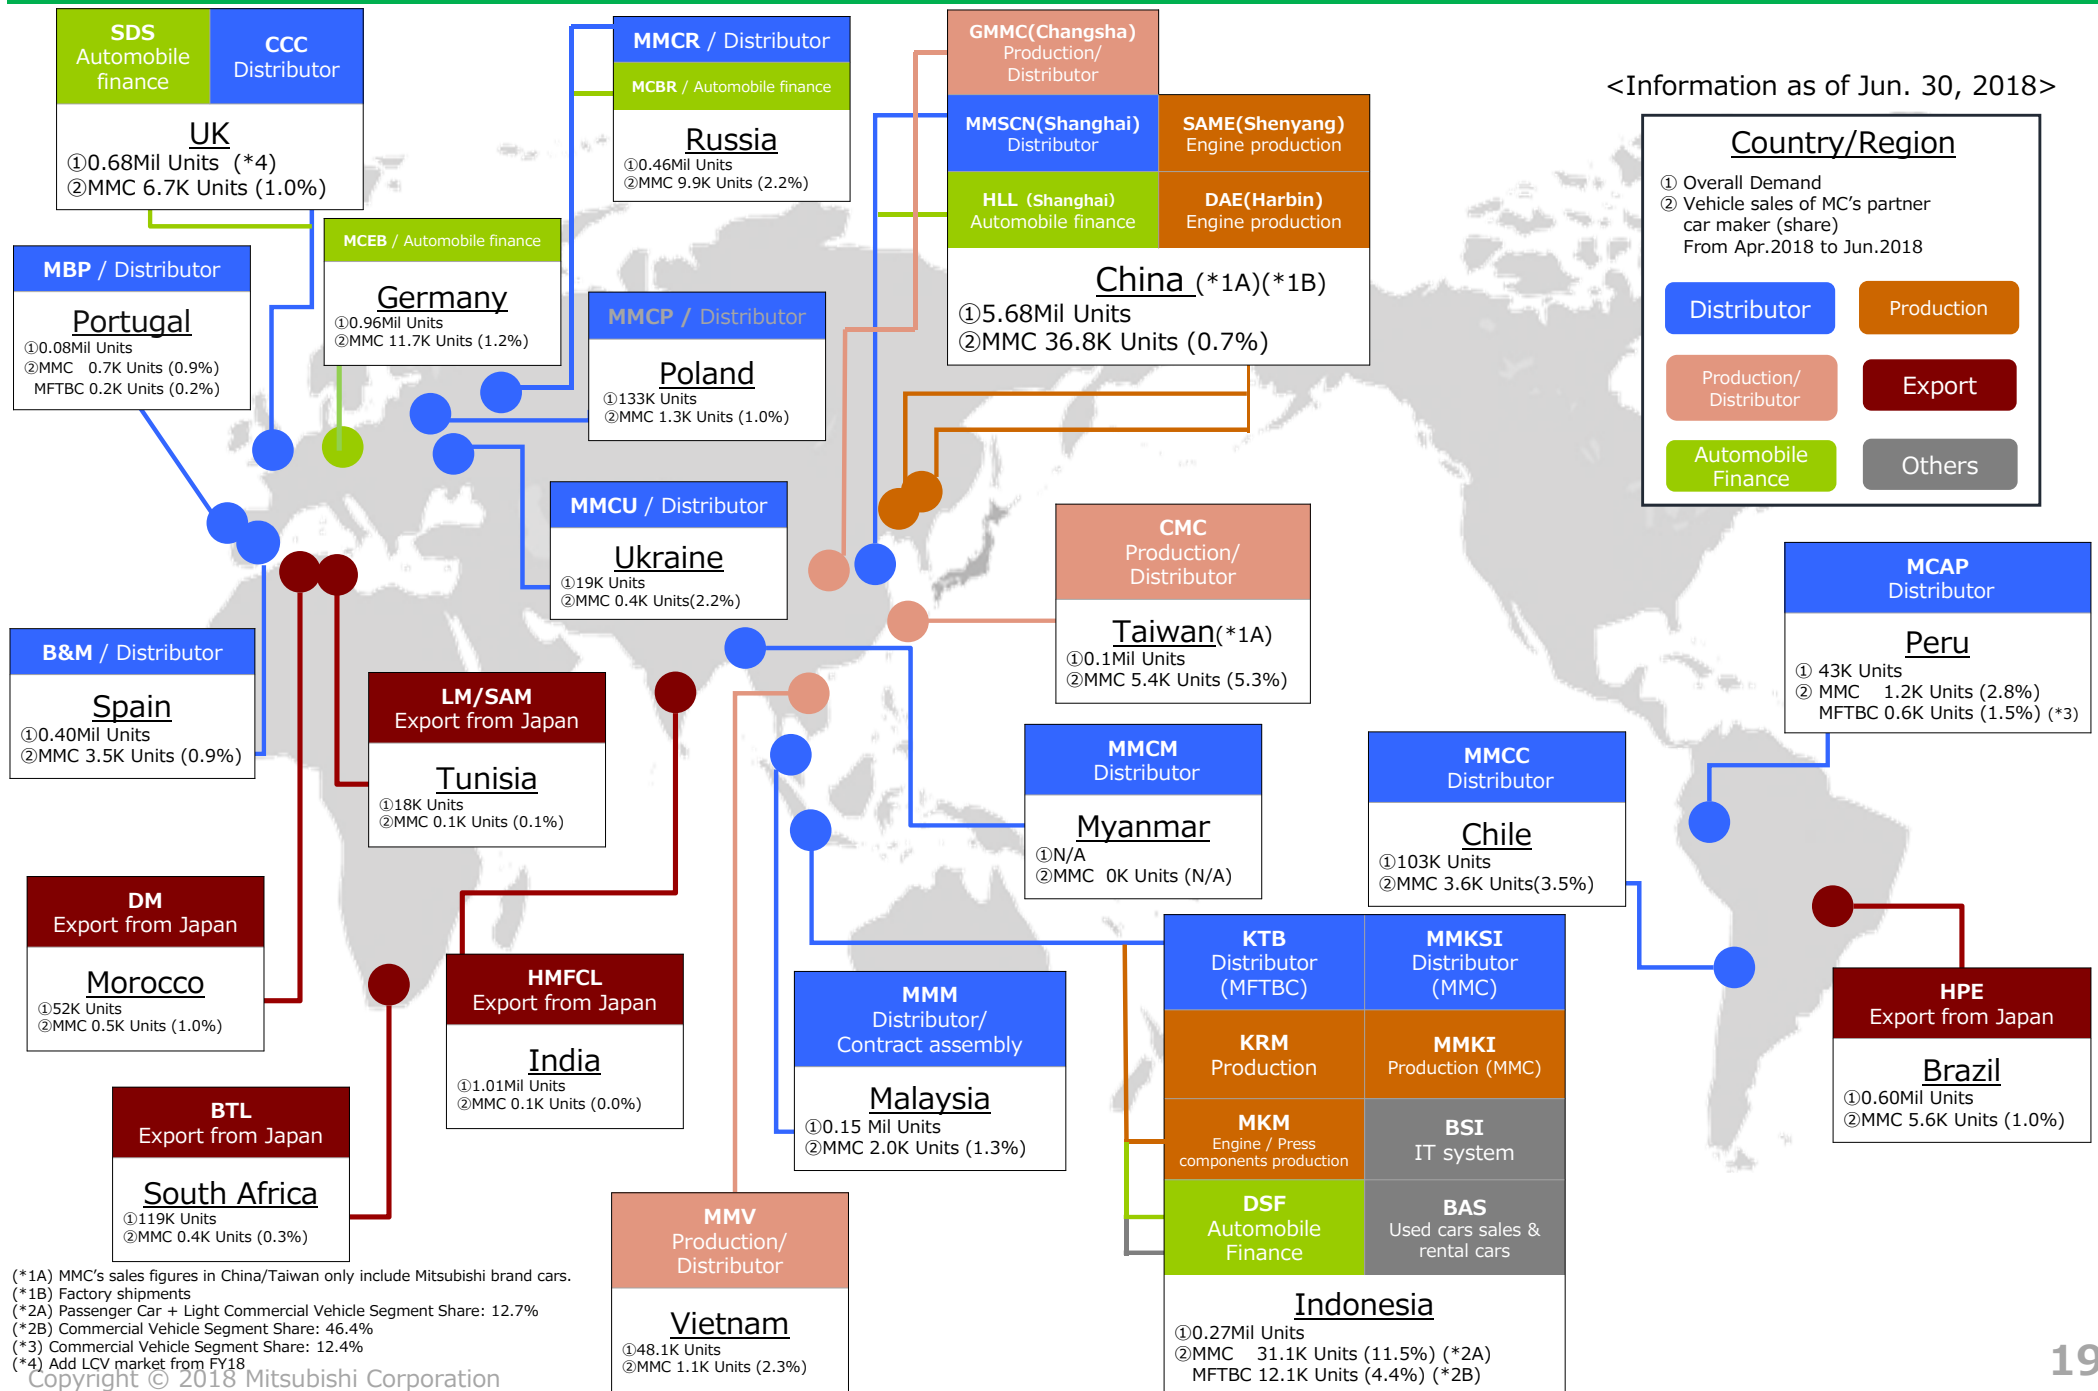 SDS
Automobile
finance
CCC
Distributor
UK
①0.68Mil Units (*4)
②MMC 6.7K Units (1.0%)
MMCR / Distributor
MCBR / Automobile finance
Russia
①0.46Mil Units
②MMC 9.9K Units (2.2%)
GMMC(Changsha)
Production/
Distributor
MMSCN(Shanghai)
Distributor
SAME(Shenyang)
Engine production
HLL (Shanghai)
Automobile finance
DAE(Harbin)
Engine production
China (*1A)(*1B)
①5.68Mil Units
②MMC 36.8K Units (0.7%)
<Information as of Jun. 30, 2018>
Country/Region
① Overall Demand
② Vehicle sales of MC's partner
car maker (share)
From Apr.2018 to Jun.2018
Distributor
Production
Production/
Distributor
Export
Automobile
Finance
Others
MBP / Distributor
Portugal
①0.08Mil Units
②MMC 0.7K Units (0.9%)
MFTBC 0.2K Units (0.2%)
MCEB / Automobile finance
Germany
①0.96Mil Units
②MMC 11.7K Units (1.2%)
MMCP / Distributor
Poland
①133K Units
②MMC 1.3K Units (1.0%)
MMCU / Distributor
Ukraine
①19K Units
②MMC 0.4K Units(2.2%)
CMC
Production/
Distributor
Taiwan(*1A)
①0.1Mil Units
②MMC 5.4K Units (5.3%)
MCAP
Distributor
Peru
① 43K Units
② MMC 1.2K Units (2.8%)
MFTBC 0.6K Units (1.5%) (*3)
B&M / Distributor
Spain
①0.40Mil Units
②MMC 3.5K Units (0.9%)
LM/SAM
Export from Japan
Tunisia
①18K Units
②MMC 0.1K Units (0.1%)
MMCM
Distributor
Myanmar
①N/A
②MMC 0K Units (N/A)
MMCC
Distributor
Chile
①103K Units
②MMC 3.6K Units(3.5%)
DM
Export from Japan
Morocco
①52K Units
②MMC 0.5K Units (1.0%)
HMFCL
Export from Japan
India
①1.01Mil Units
②MMC 0.1K Units (0.0%)
MMM
Distributor/
Contract assembly
Malaysia
①0.15 Mil Units
②MMC 2.0K Units (1.3%)
KTB
Distributor
(MFTBC)
MMKSI
Distributor
(MMC)
KRM
Production
MMKI
Production (MMC)
MKM
Engine / Press
components production
BSI
IT system
DSF
Automobile
Finance
BAS
Used cars sales &
rental cars
Indonesia
①0.27Mil Units
②MMC 31.1K Units (11.5%) (*2A)
MFTBC 12.1K Units (4.4%) (*2B)
HPE
Export from Japan
Brazil
①0.60Mil Units
②MMC 5.6K Units (1.0%)
BTL
Export from Japan
South Africa
①119K Units
②MMC 0.4K Units (0.3%)
MMV
Production/
Distributor
Vietnam
①48.1K Units
②MMC 1.1K Units (2.3%)
(*1A) MMC's sales figures in China/Taiwan only include Mitsubishi brand cars.
(*1B) Factory shipments
(*2A) Passenger Car + Light Commercial Vehicle Segment Share: 12.7%
(*2B) Commercial Vehicle Segment Share: 46.4%
(*3) Commercial Vehicle Segment Share: 12.4%
(*4) Add LCV market from FY18
Copyright © 2018 Mitsubishi Corporation
19